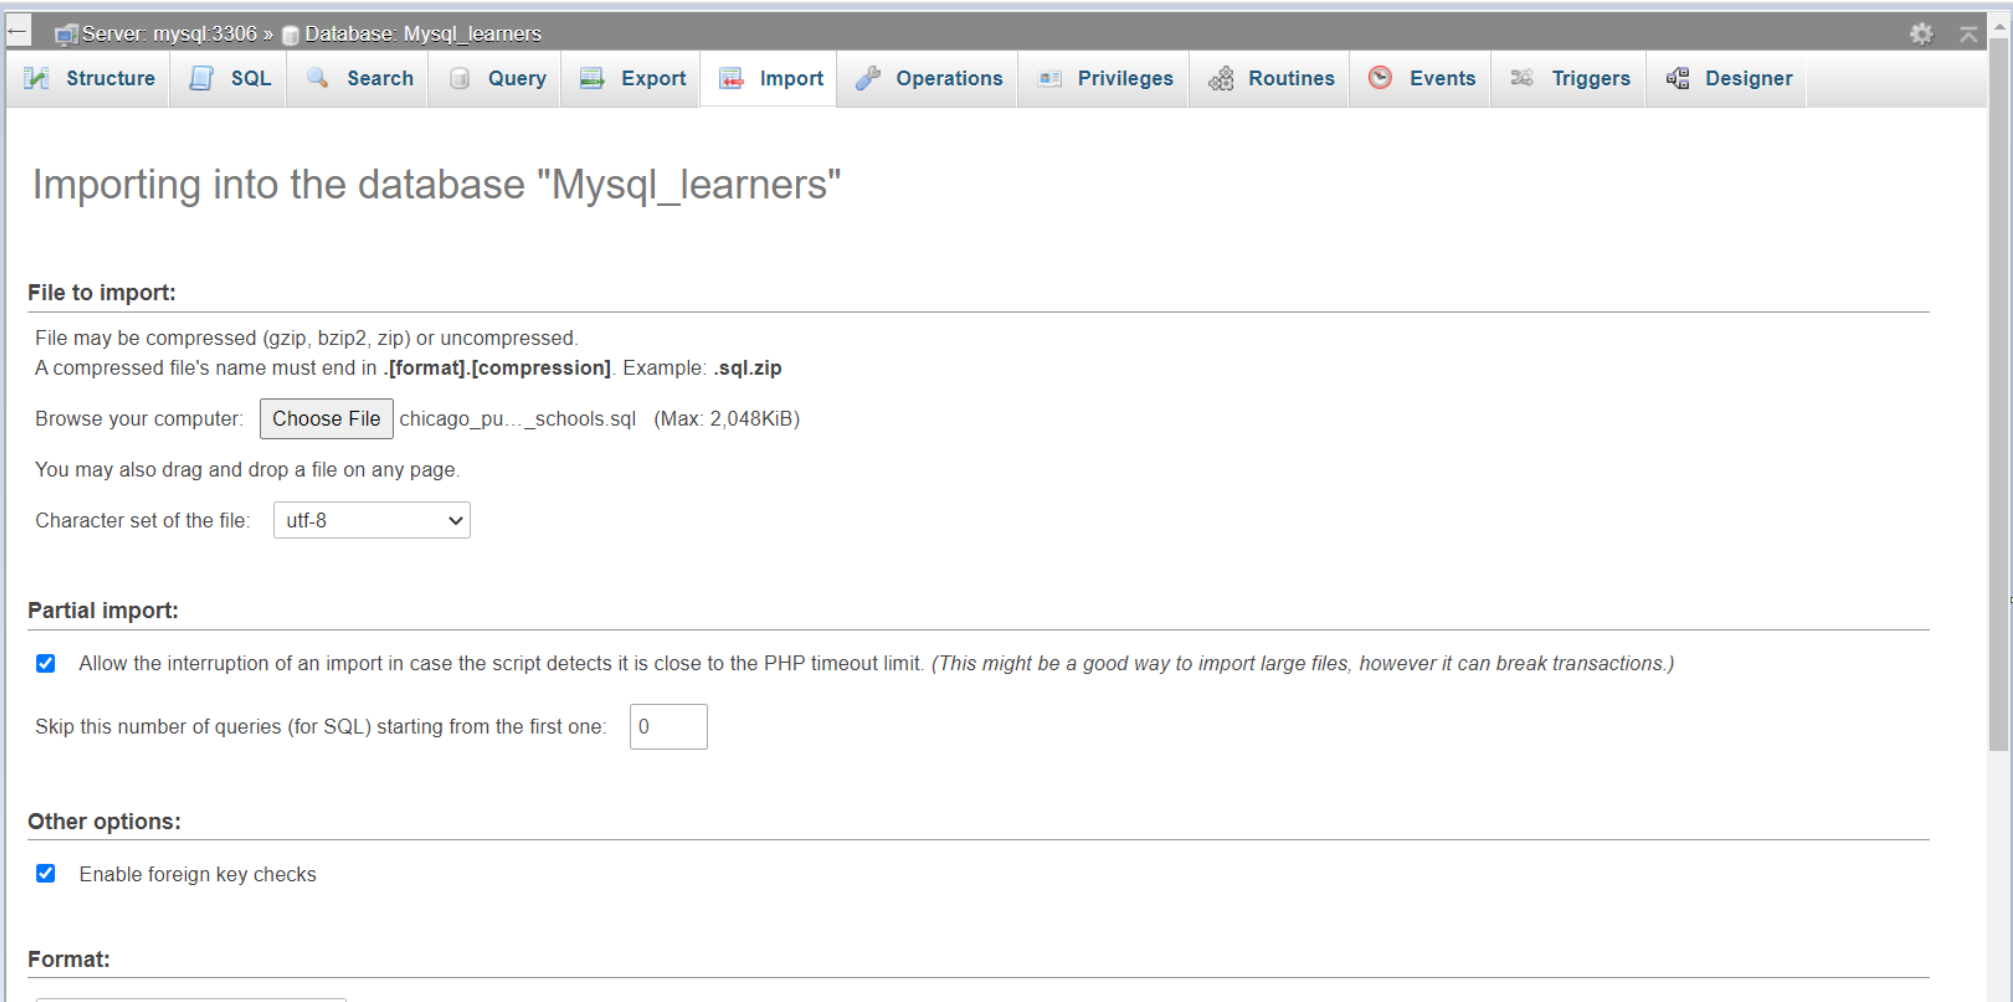 Server: mysql:3306 » Database: Mysql_learners
Structure SQL Search Query Export Import Operations Privileges Routines Events Triggers Designer
Importing into the database "Mysql_learners"
File to import:
File may be compressed (gzip, bzip2, zip) or uncompressed.
A compressed file's name must end in .[format].[compression]. Example: .sql.zip
Browse your computer: Choose File chicago_pu..._schools.sql (Max: 2,048KiB)
You may also drag and drop a file on any page.
Character set of the file: utf-8
Partial import:
Allow the interruption of an import in case the script detects it is close to the PHP timeout limit. (This might be a good way to import large files, however it can break transactions.)
Skip this number of queries (for SQL) starting from the first one: 0
Other options:
Enable foreign key checks
Format: